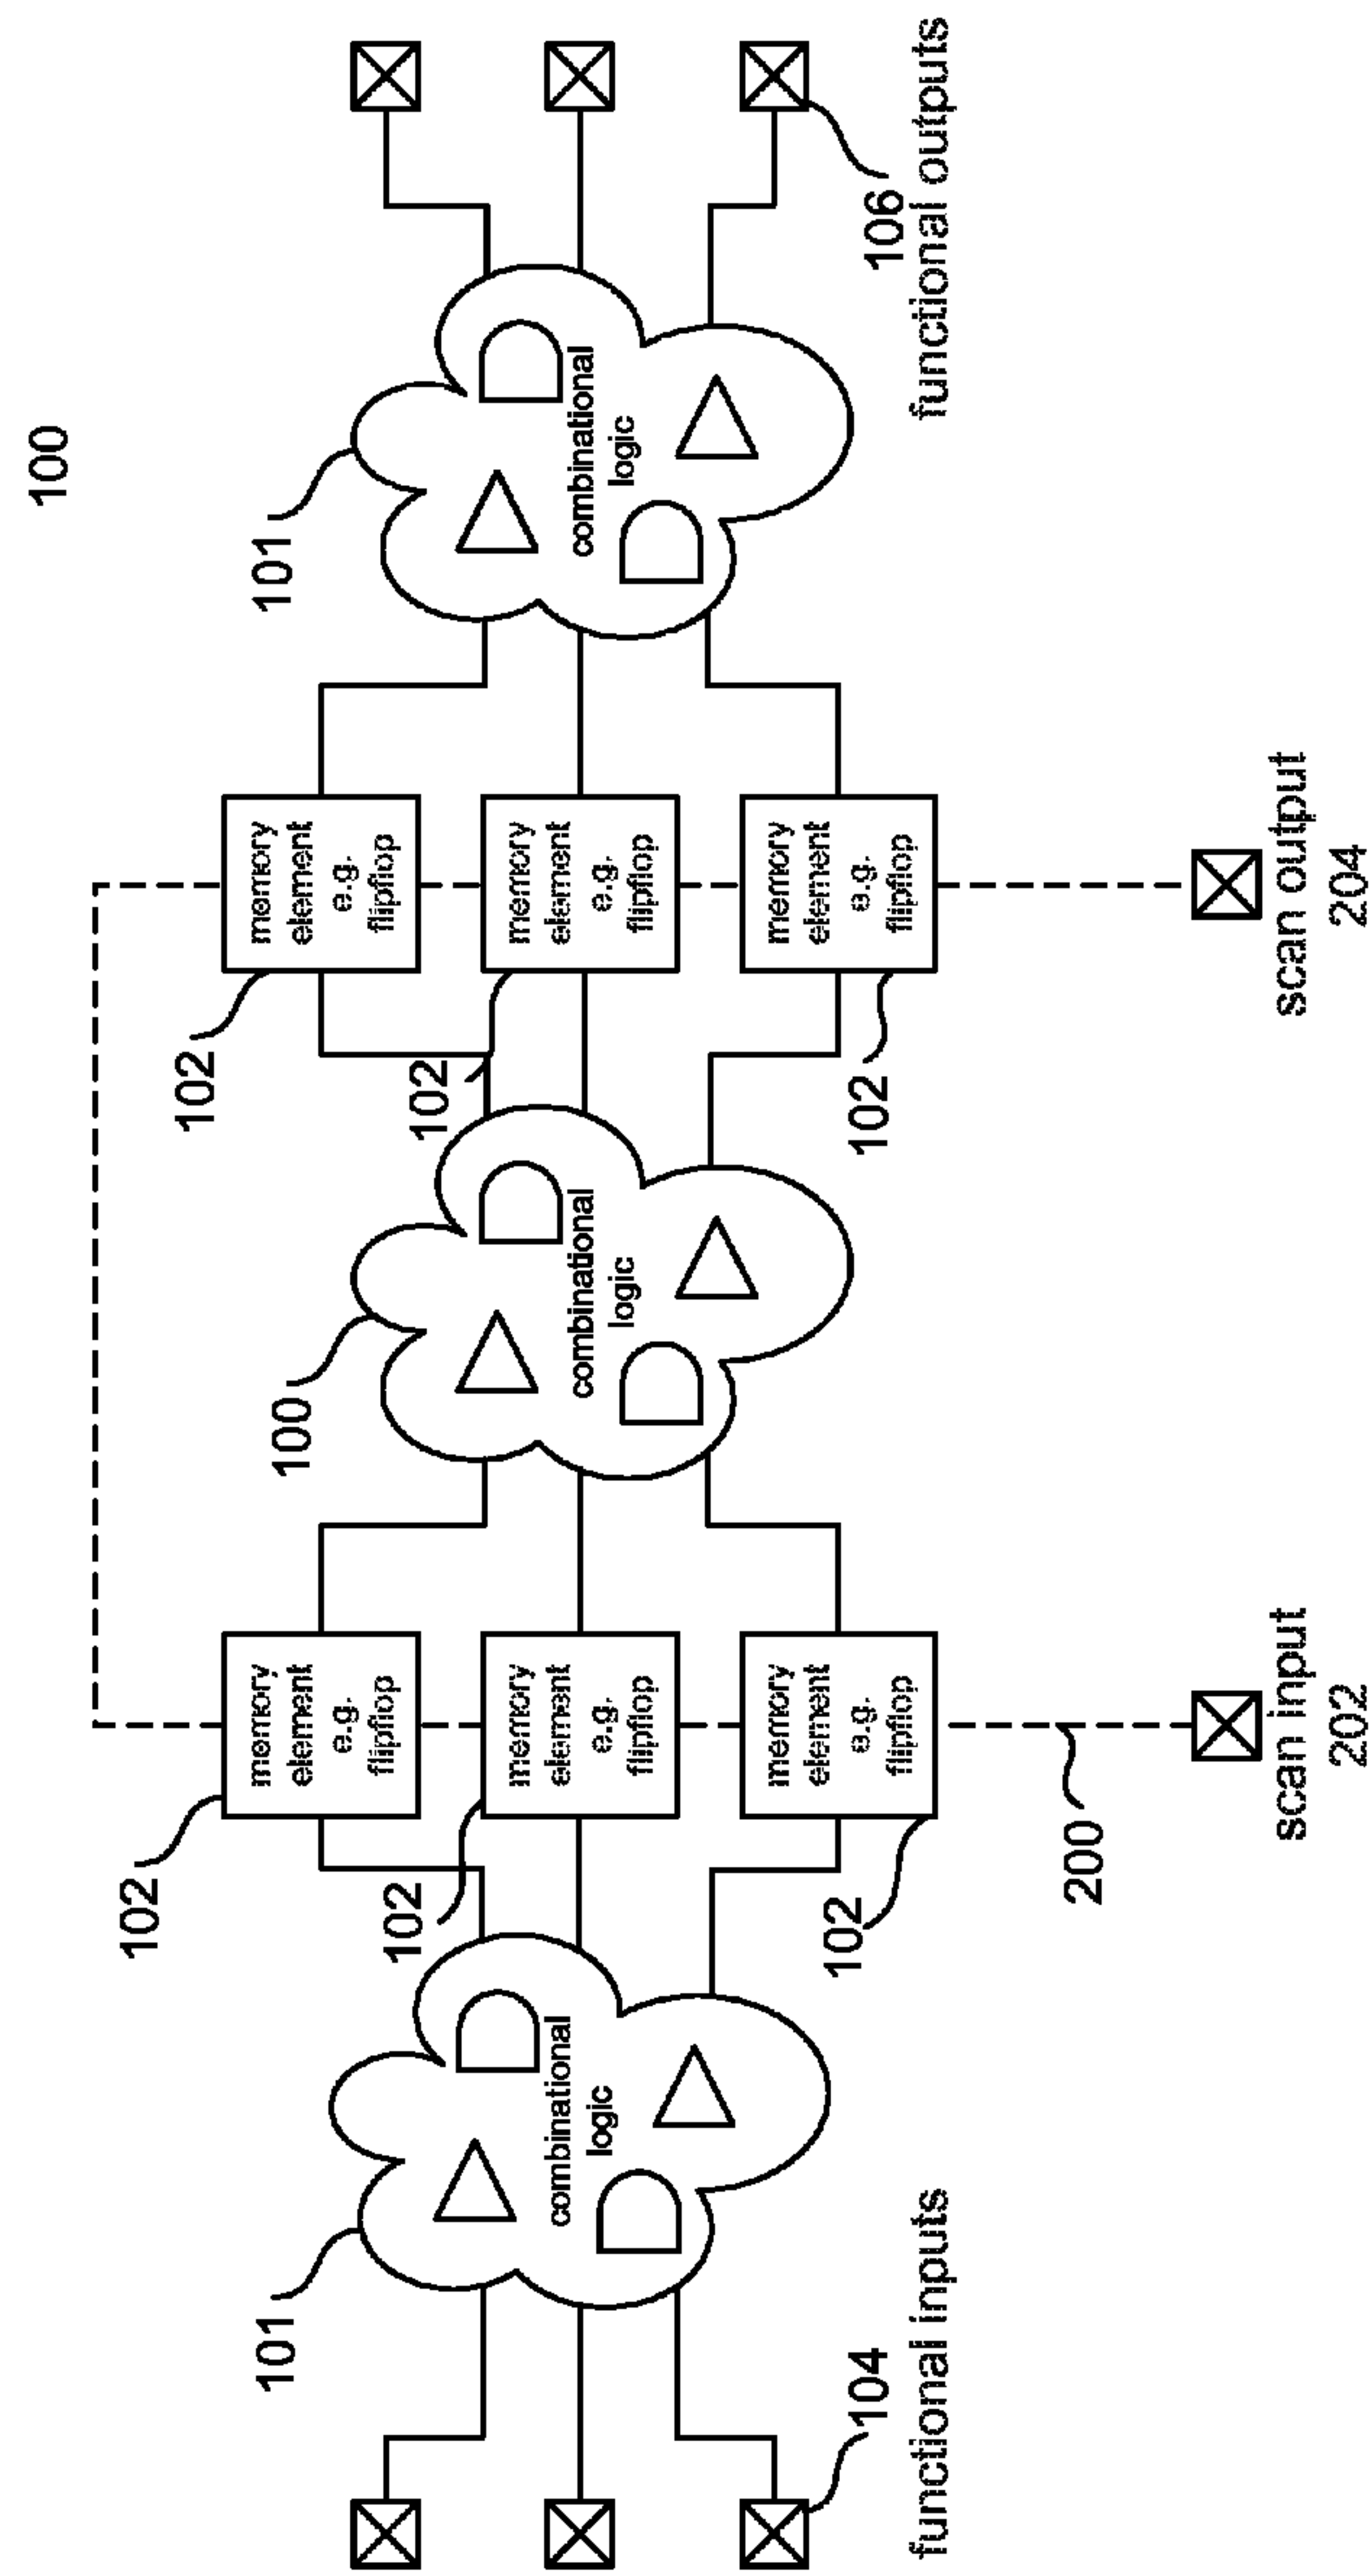 100
101
100
101
combinational
logic
combinational
logic
combinational
logic
102
102
102
102
102
102
memory
element
e.g.
flipflop
memory
element
e.g.
flipflop
memory
element
e.g.
flipflop
memory
element
e.g.
flipflop
memory
element
e.g.
flipflop
memory
element
e.g.
flipflop
104
functional inputs
106
functional outputs
200
scan input
202
scan output
204